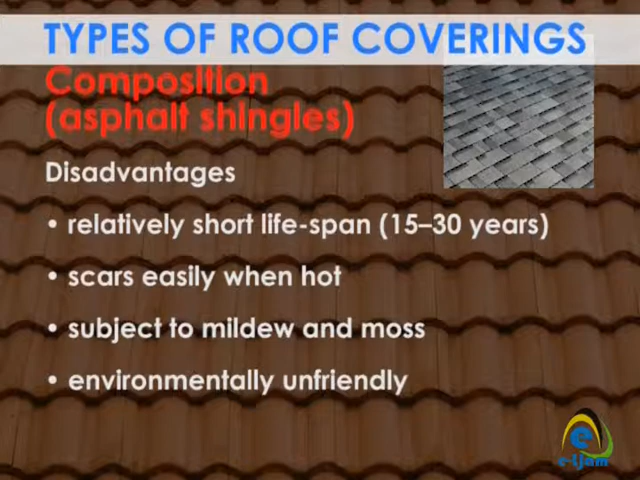 TYPES OF ROOF COVERINGS
Composition
(asphalt shingles)
Disadvantages
• relatively short life-span (15–30 years)
• scars easily when hot
• subject to mildew and moss
• environmentally unfriendly
e
e-ijam